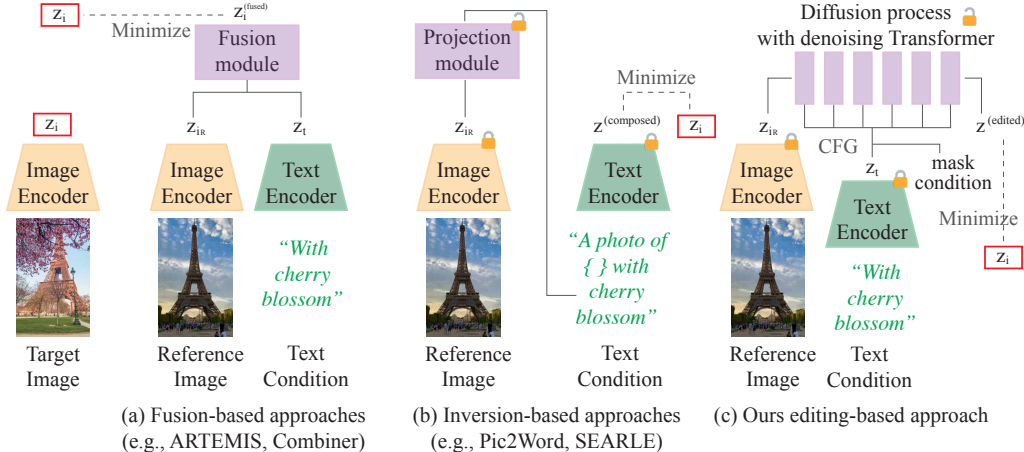 z_i
Minimize
z_i^(fused)
Fusion
module
z_i
z_iR
z_t
Image
Encoder
Image
Encoder
Text
Encoder
“With
cherry
blossom”
Target
Image
Reference
Image
Text
Condition
(a) Fusion-based approaches
(e.g., ARTEMIS, Combiner)
Projection
module
Minimize
z^(composed)
z_i
z_iR
Image
Encoder
Text
Encoder
“A photo of
{ } with
cherry
blossom”
Reference
Image
Text
Condition
(b) Inversion-based approaches
(e.g., Pic2Word, SEARLE)
Diffusion process
with denoising Transformer
z_iR
z^(edited)
CFG
z_t
mask
condition
Image
Encoder
Text
Encoder
Minimize
z_i
“With
cherry
blossom”
Reference
Image
Text
Condition
(c) Ours editing-based approach